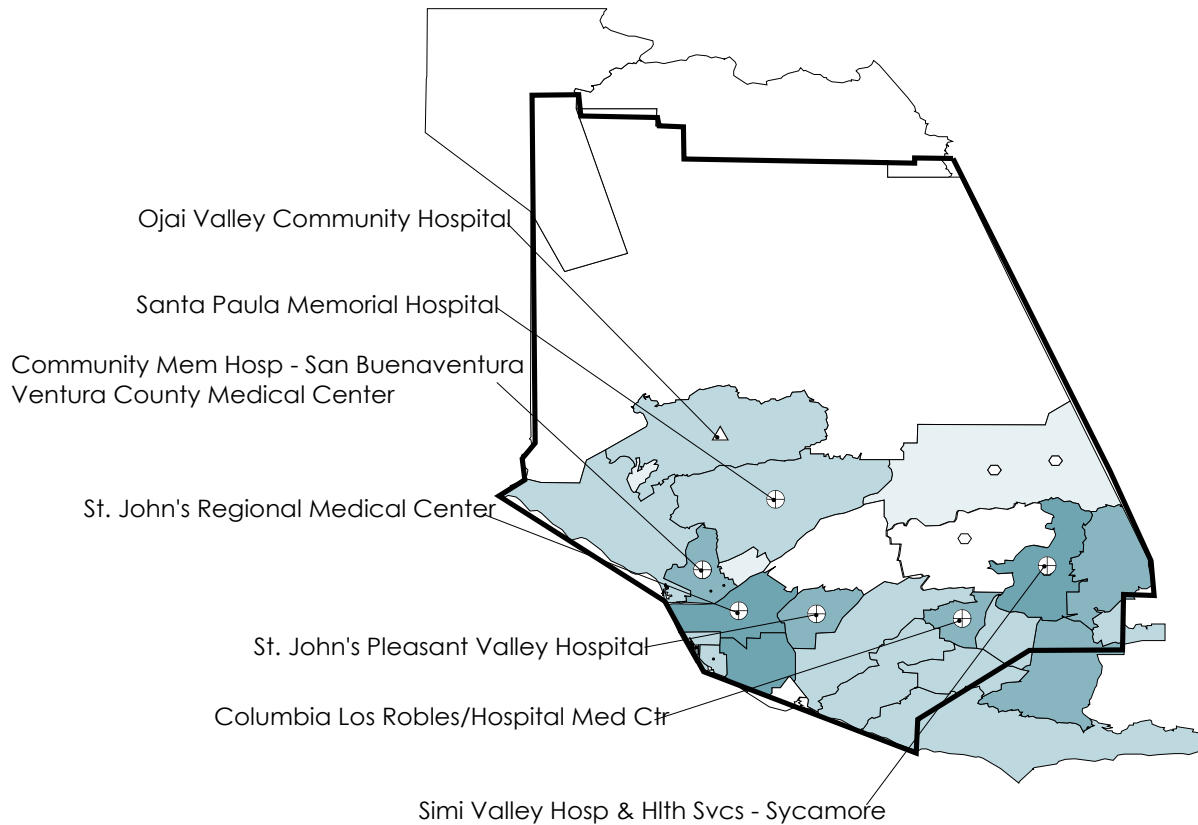 Ojai Valley Community Hospital
Santa Paula Memorial Hospital
Community Mem Hosp - San Buenaventura
Ventura County Medical Center
St. John's Regional Medical Center
St. John's Pleasant Valley Hospital
Columbia Los Robles/Hospital Med Ctr
Simi Valley Hosp & Hlth Svcs - Sycamore